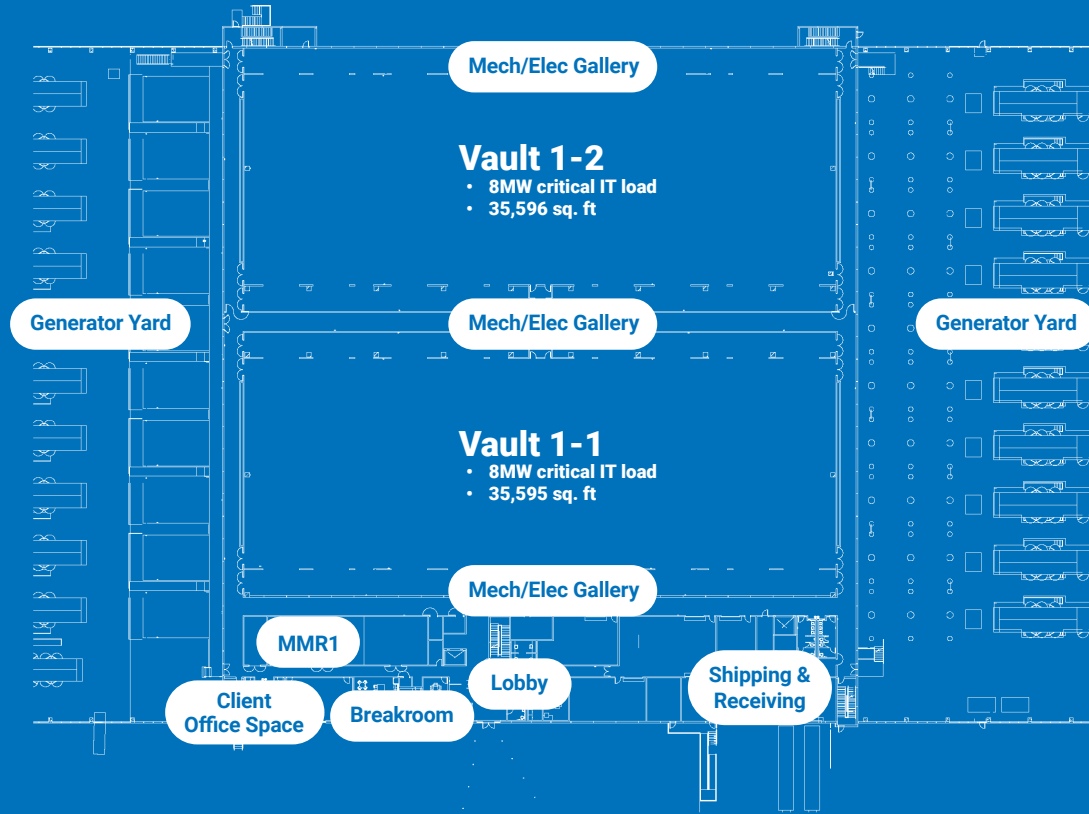 Mech/Elec Gallery
Vault 1-2
• 8MW critical IT load
• 35,596 sq. ft
Generator Yard
Mech/Elec Gallery
Generator Yard
Vault 1-1
• 8MW critical IT load
• 35,595 sq. ft
Mech/Elec Gallery
MMR1
Lobby
Shipping &
Receiving
Client
Office Space
Breakroom